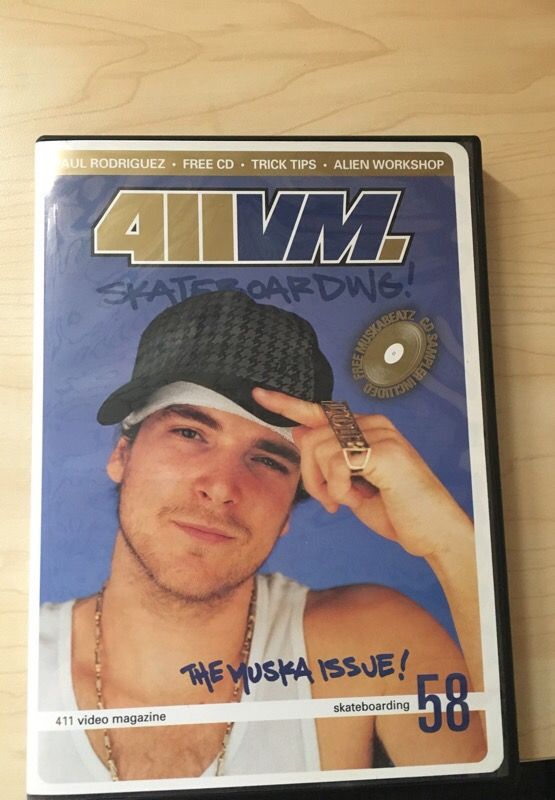 AUL RODRIGUEZ • FREE CD • TRICK TIPS • ALIEN WORKSHOP
411VM.
SKATEBOARDING!
FREE MUSKABEATZ CD SAMPLER INCLUDED
THE MUSKA ISSUE!
skateboarding 58
411 video magazine